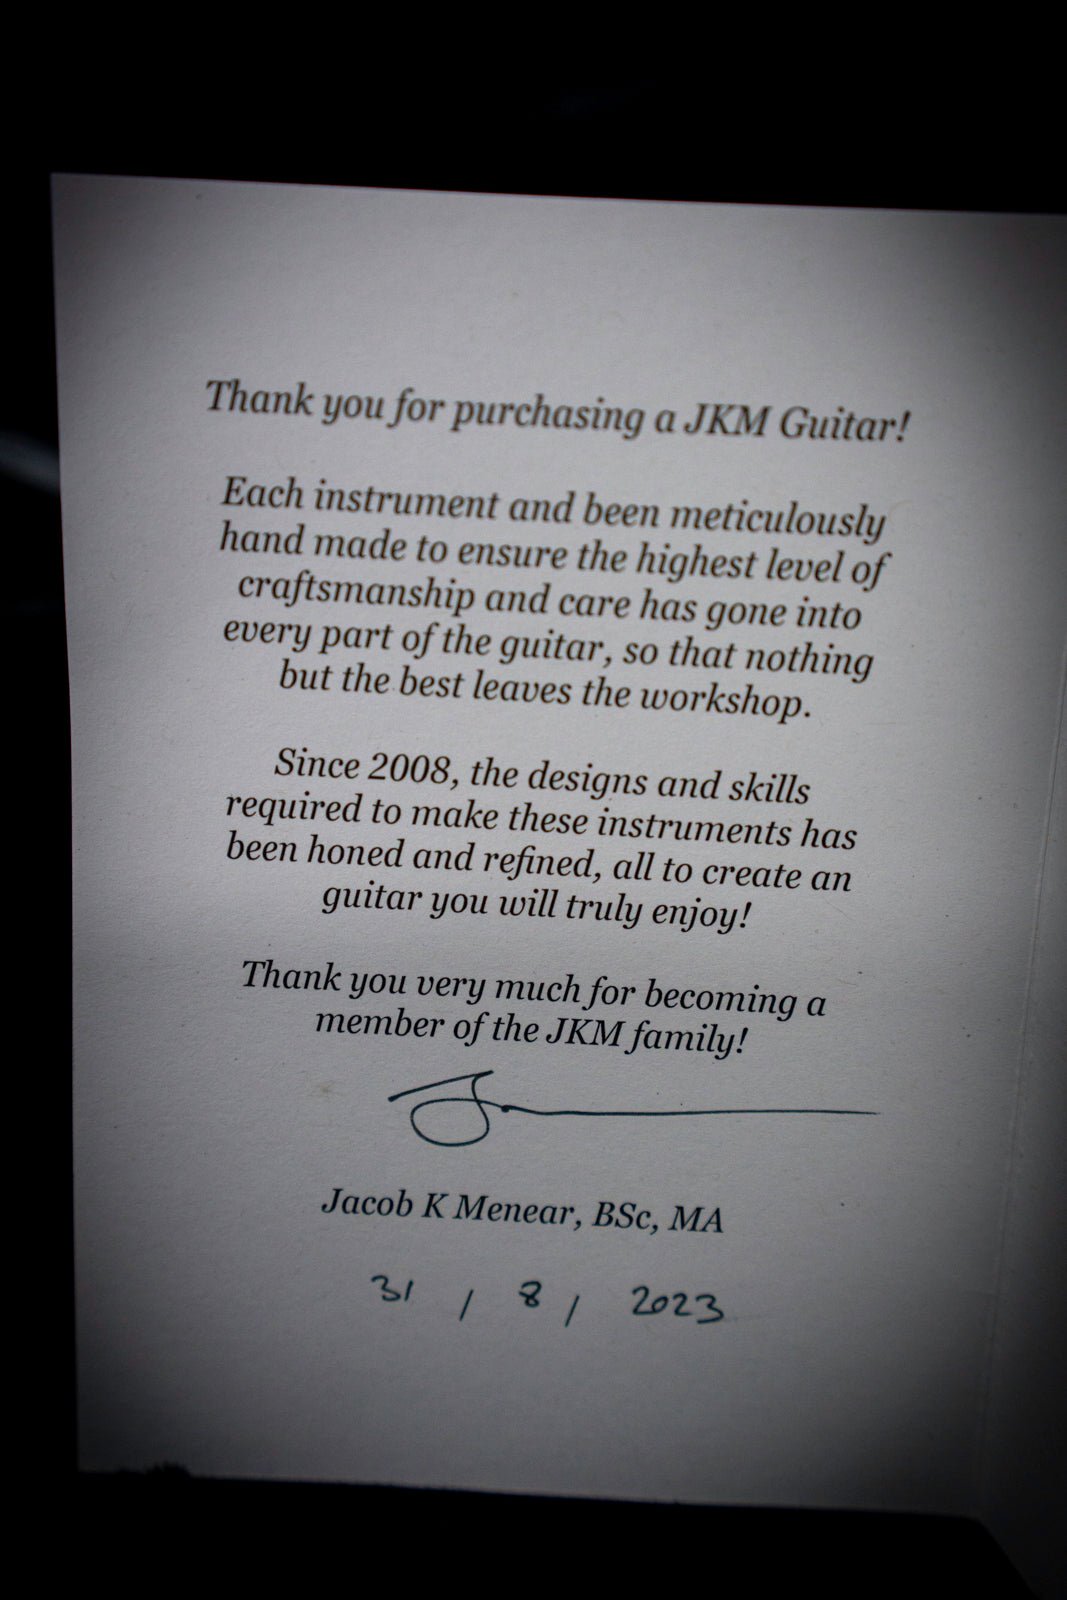 Thank you for purchasing a JKM Guitar!
Each instrument and been meticulously
hand made to ensure the highest level of
craftsmanship and care has gone into
every part of the guitar, so that nothing
but the best leaves the workshop.
Since 2008, the designs and skills
required to make these instruments has
been honed and refined, all to create an
guitar you will truly enjoy!
Thank you very much for becoming a
member of the JKM family!
Jacob K Menear, BSc, MA
31 / 8 / 2023